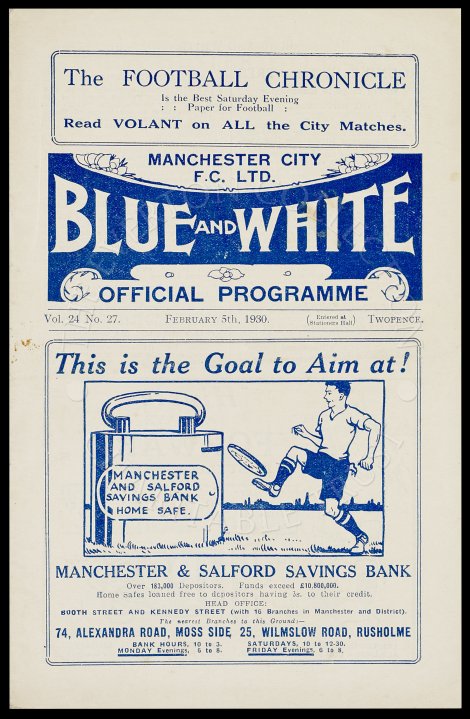 The FOOTBALL CHRONICLE
Is the Best Saturday Evening
: : Paper for Football :
Read VOLANT on ALL the City Matches.
MANCHESTER CITY
F.C. LTD.
BLUE AND WHITE
OFFICIAL PROGRAMME
Vol. 24 No. 27. FEBRUARY 5th, 1930. (Entered at Stationers Hall) TWOPENCE.
This is the Goal to Aim at!
MANCHESTER
AND SALFORD
SAVINGS BANK
HOME SAFE.
MANCHESTER & SALFORD SAVINGS BANK
Over 183,000 Depositors. Funds exceed £10,800,000.
Home Safes loaned free to depositors having 5s. to their credit.
HEAD OFFICE:
BOOTH STREET AND KENNEDY STREET (with 16 Branches in Manchester and District).
The nearest Branches to this Ground:—
74, ALEXANDRA ROAD, MOSS SIDE, 25, WILMSLOW ROAD, RUSHOLME
BANK HOURS, 10 to 3. SATURDAYS, 10 to 12-30.
MONDAY Evenings, 6 to 8. FRIDAY Evenings, 6 to 8.